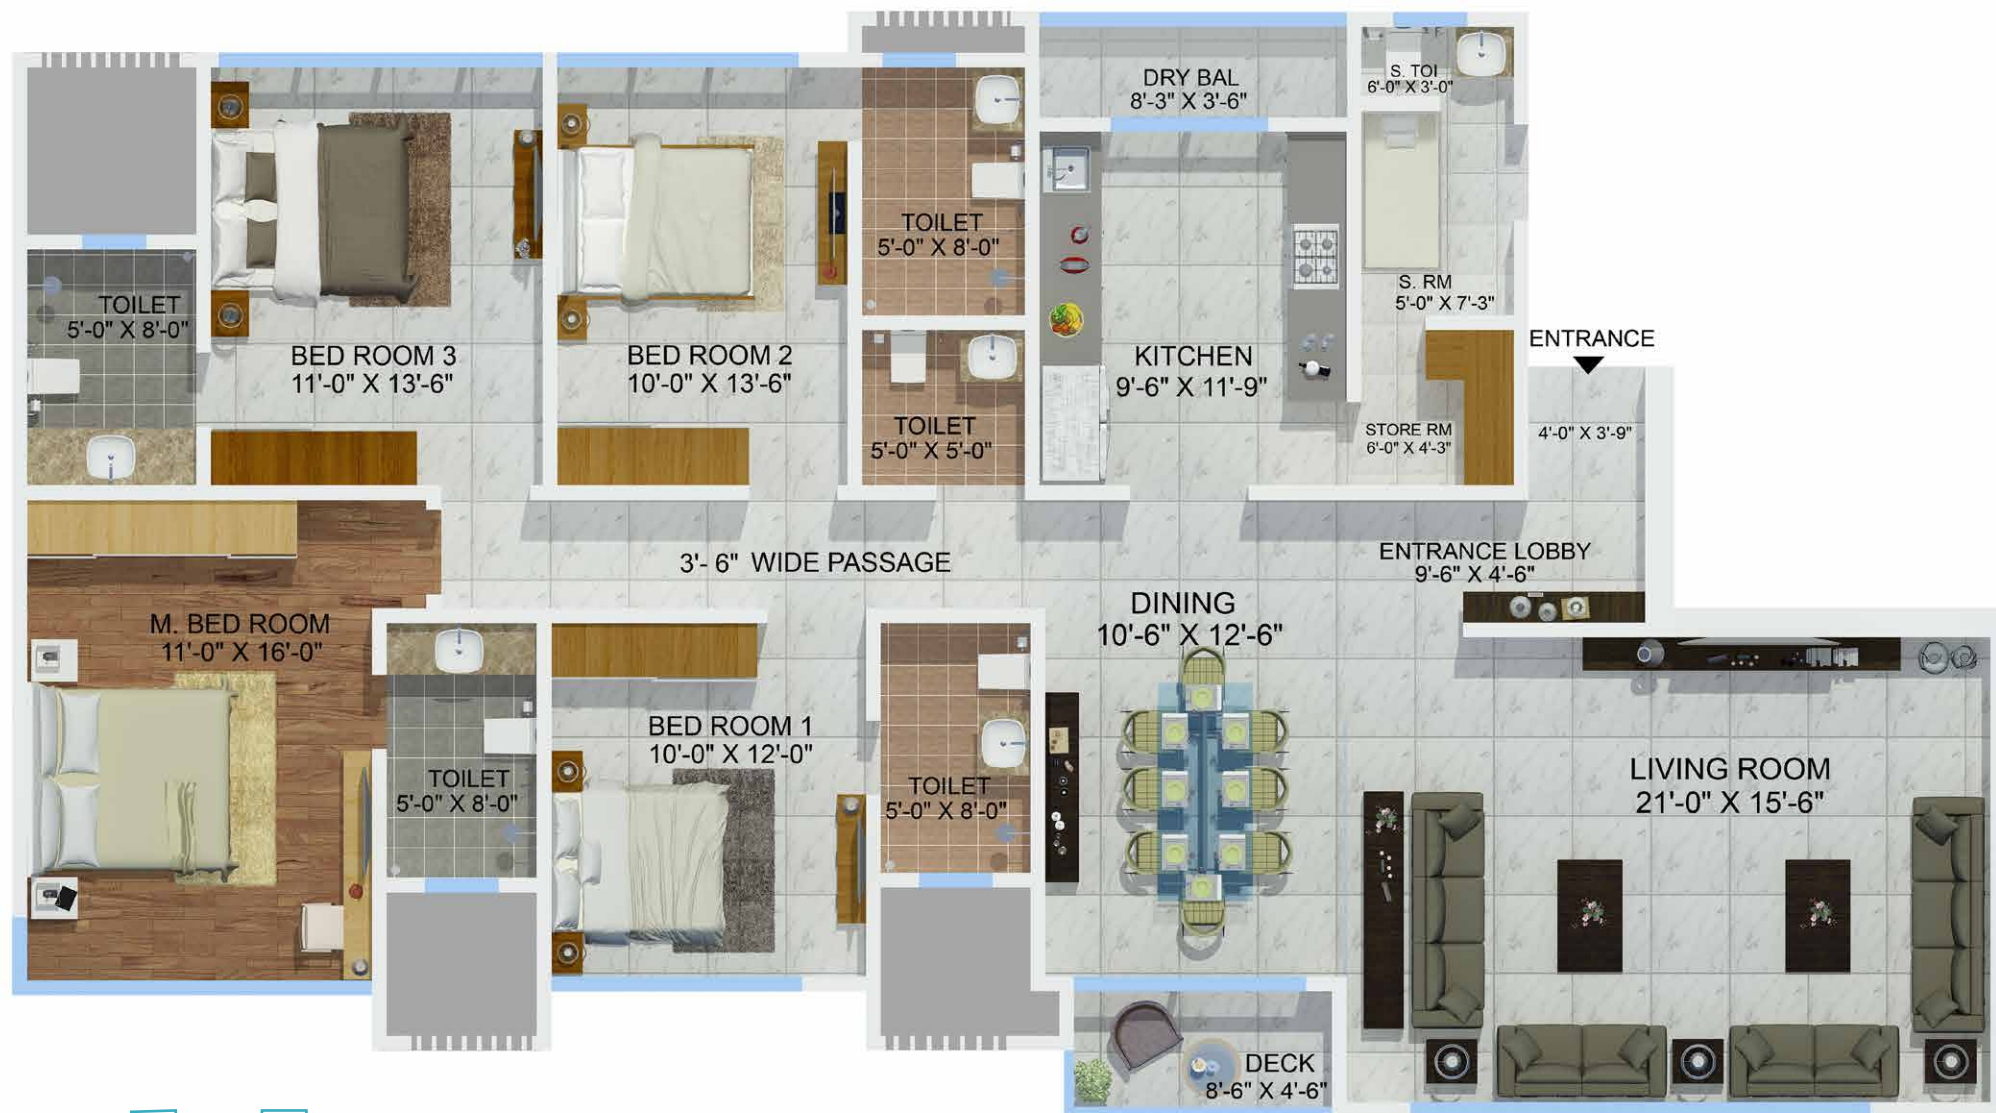 DRY BAL
8'-3" X 3'-6"
S. TOI
6'-0" X 3'-0"
TOILET
5'-0" X 8'-0"
S. RM
5'-0" X 7'-3"
TOILET
5'-0" X 8'-0"
ENTRANCE
BED ROOM 3
11'-0" X 13'-6"
BED ROOM 2
10'-0" X 13'-6"
KITCHEN
9'-6" X 11'-9"
TOILET
5'-0" X 5'-0"
STORE RM
6'-0" X 4'-3"
4'-0" X 3'-9"
3'- 6" WIDE PASSAGE
ENTRANCE LOBBY
9'-6" X 4'-6"
DINING
10'-6" X 12'-6"
M. BED ROOM
11'-0" X 16'-0"
BED ROOM 1
10'-0" X 12'-0"
TOILET
5'-0" X 8'-0"
TOILET
5'-0" X 8'-0"
LIVING ROOM
21'-0" X 15'-6"
DECK
8'-6" X 4'-6"